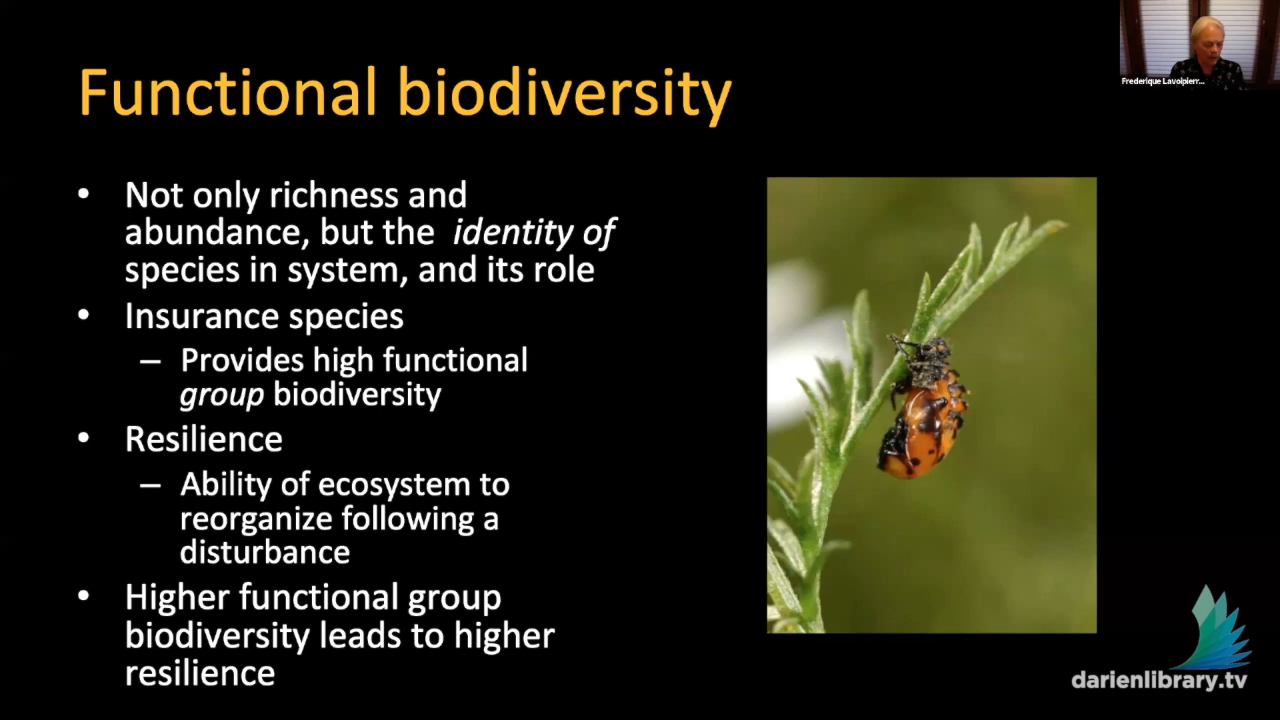 Functional biodiversity
• Not only richness and
abundance, but the identity of
species in system, and its role
• Insurance species
– Provides high functional
group biodiversity
• Resilience
– Ability of ecosystem to
reorganize following a
disturbance
• Higher functional group
biodiversity leads to higher
resilience
Frederique Lavoipierr...
darienlibrary.tv